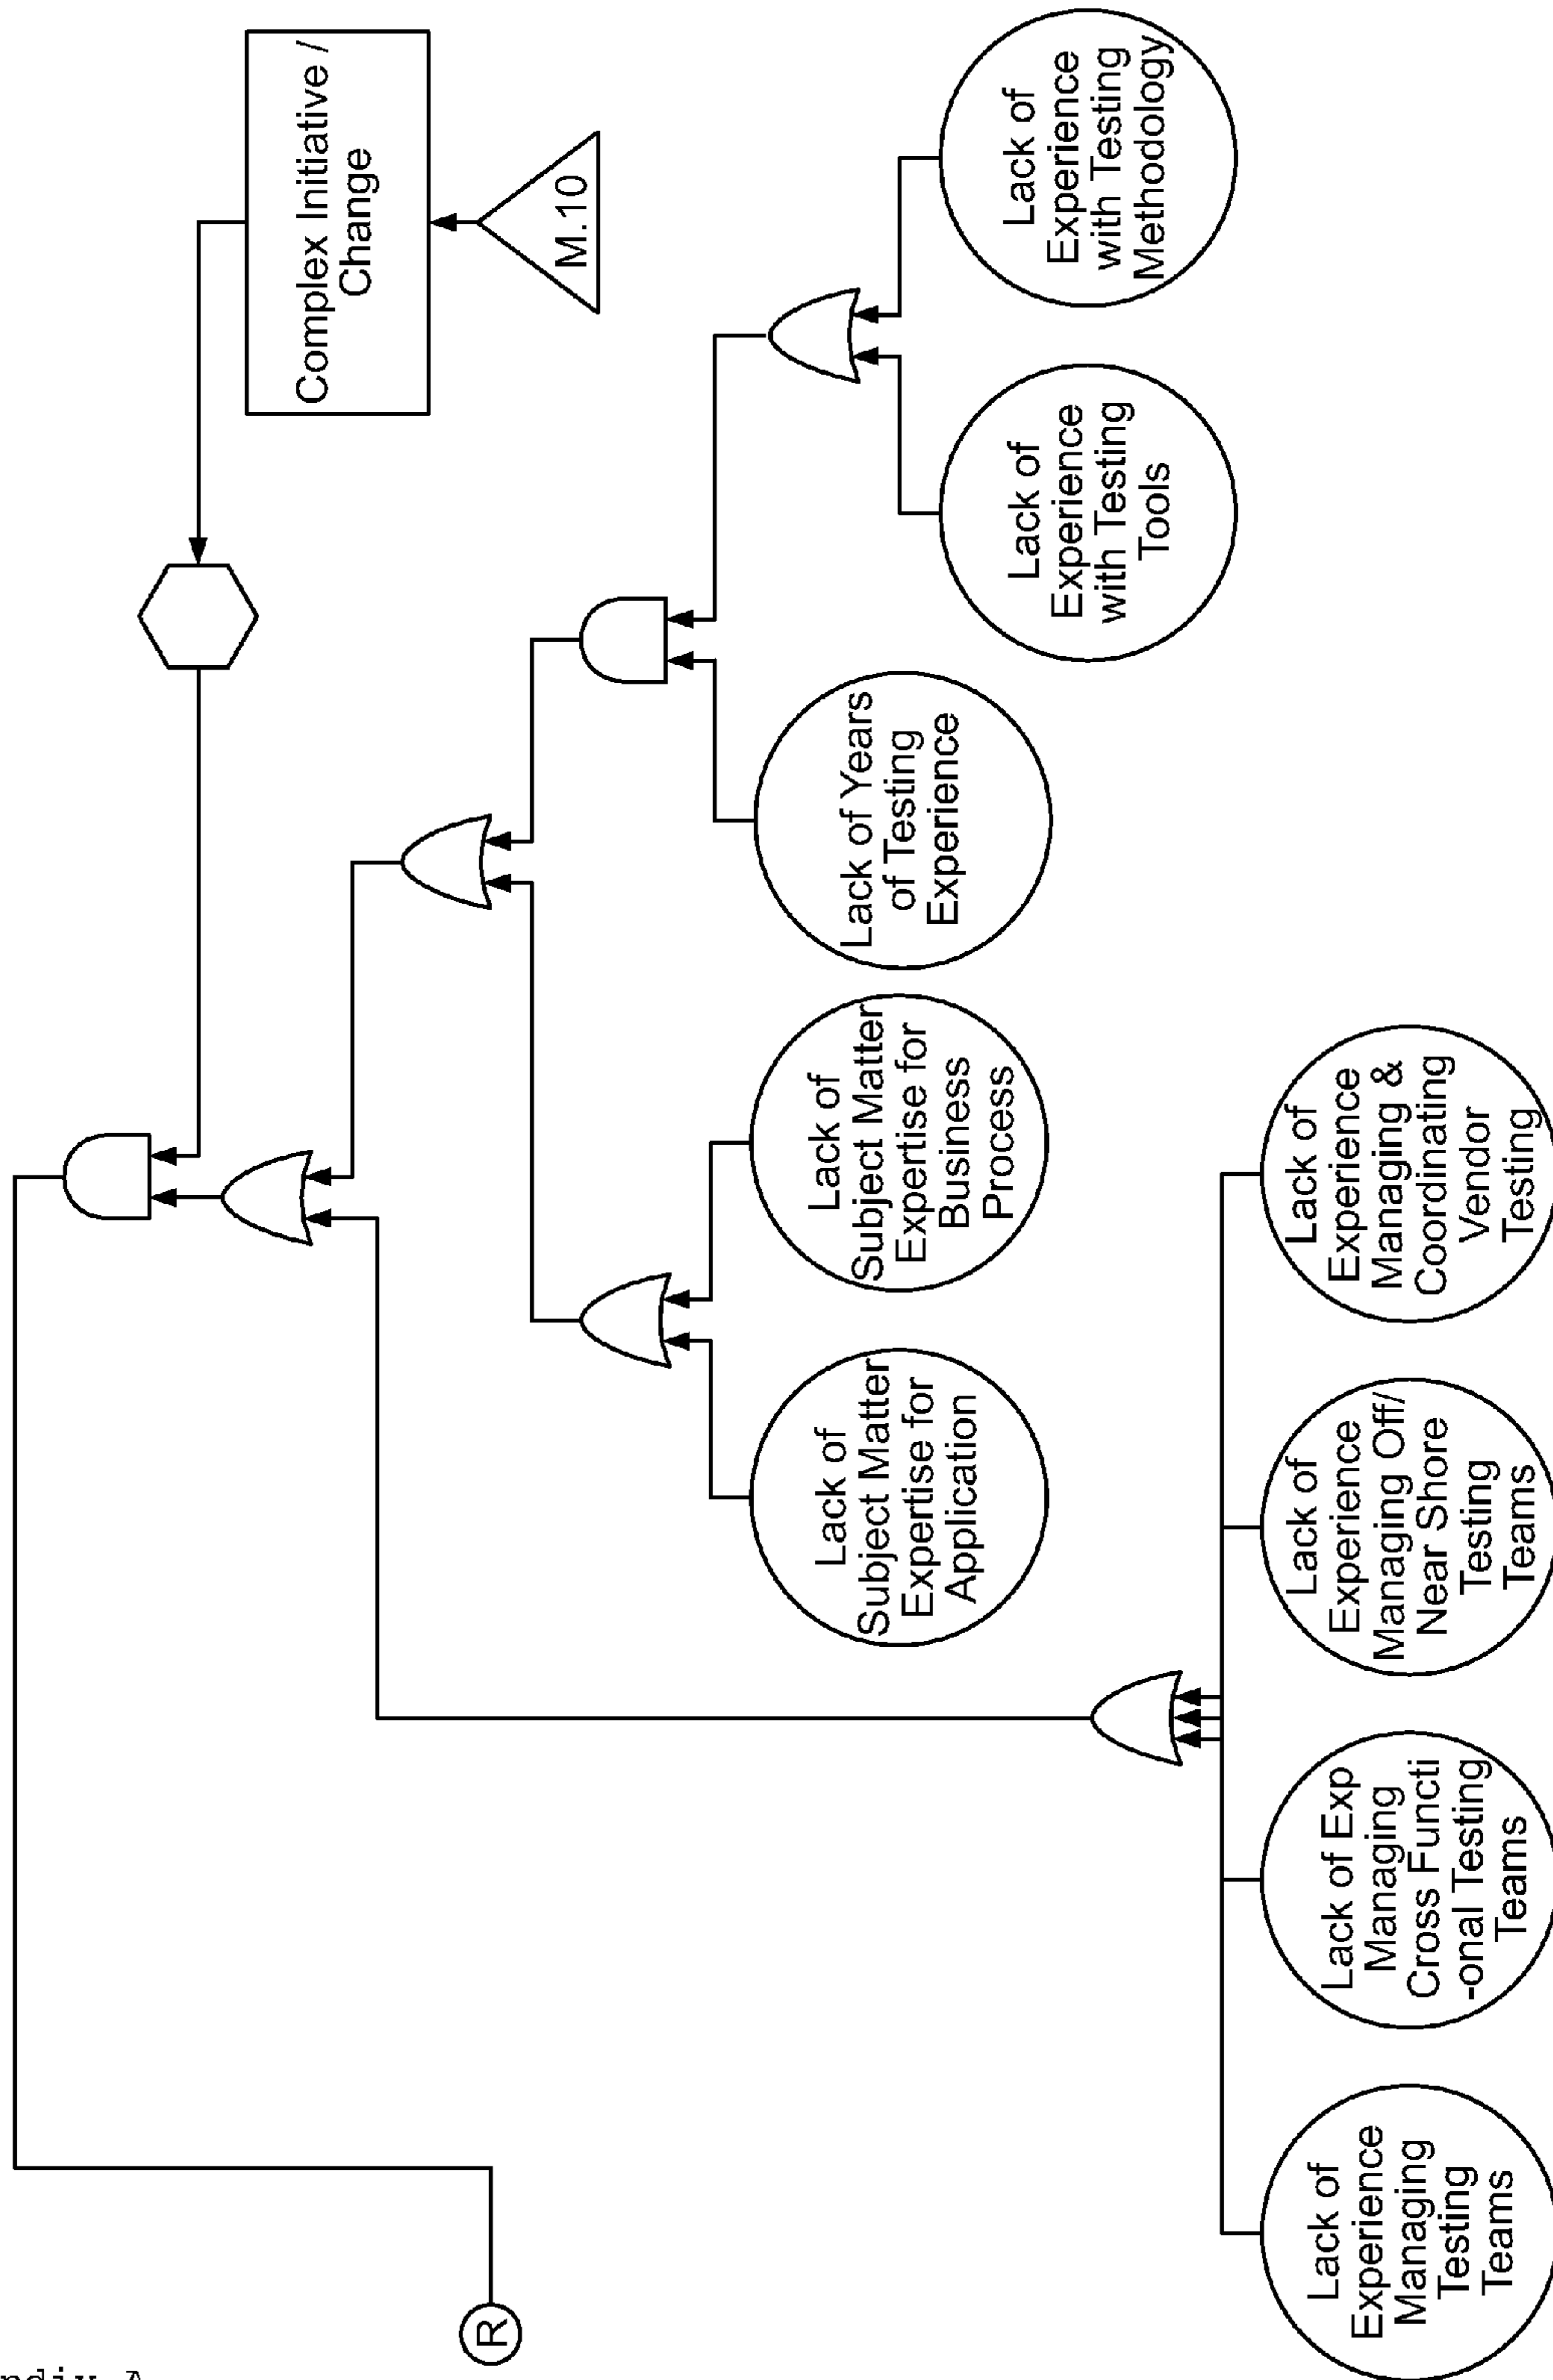 Complex Initiative /
Change
M.10
R
Lack of
Experience
with Testing
Methodology
Lack of
Experience
with Testing
Tools
Lack of Years
of Testing
Experience
Lack of
Subject Matter
Expertise for
Business
Process
Lack of
Subject Matter
Expertise for
Application
Lack of
Experience
Managing
Testing
Teams
Lack of Exp
Managing
Cross Functi
-onal Testing
Teams
Lack of
Experience
Managing Off/
Near Shore
Testing
Teams
Lack of
Experience
Managing &
Coordinating
Vendor
Testing